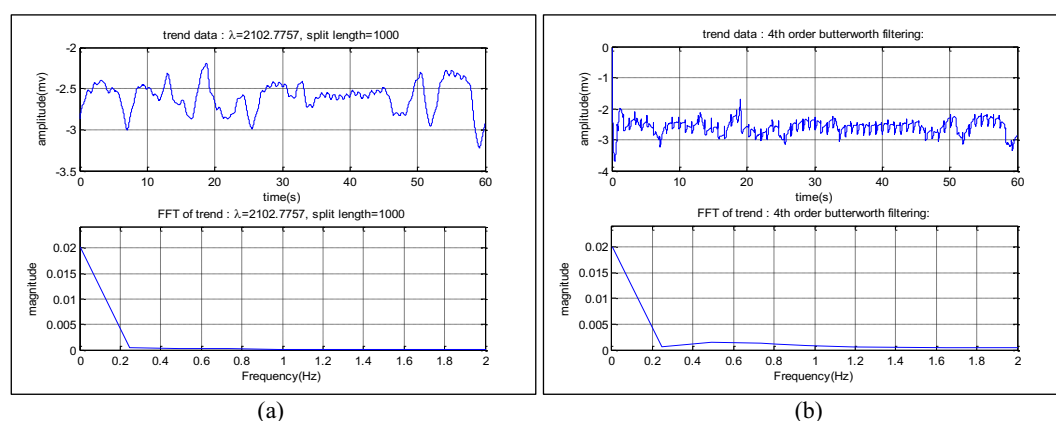 trend data : λ=2102.7757, split length=1000
-2
-2.5
-3
-3.5
amplitude(mv)
0 10 20 30 40 50 60
time(s)
FFT of trend : λ=2102.7757, split length=1000
0.02
0.015
0.01
0.005
0
magnitude
0 0.2 0.4 0.6 0.8 1 1.2 1.4 1.6 1.8 2
Frequency(Hz)
(a)
trend data : 4th order butterworth filtering:
0
-1
-2
-3
-4
amplitude(mv)
0 10 20 30 40 50 60
time(s)
FFT of trend : 4th order butterworth filtering:
0.02
0.015
0.01
0.005
0
magnitude
0 0.2 0.4 0.6 0.8 1 1.2 1.4 1.6 1.8 2
Frequency(Hz)
(b)